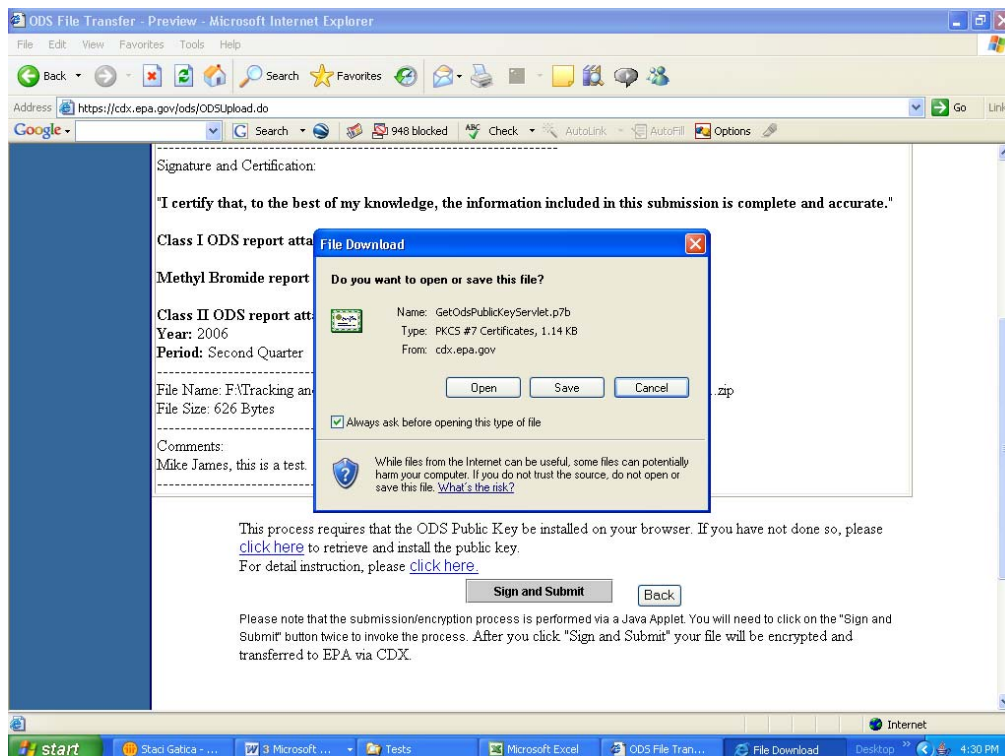 ODS File Transfer - Preview - Microsoft Internet Explorer
File Edit View Favorites Tools Help
Back Search Favorites
Address https://cdx.epa.gov/ods/ODSUpload.do Go Link
Google Search 948 blocked ABC Check AutoLink AutoFill Options
Signature and Certification:
"I certify that, to the best of my knowledge, the information included in this submission is complete and accurate."
Class I ODS report atta
Methyl Bromide report
Class II ODS report att
Year: 2006
Period: Second Quarter
File Name: F:\Tracking an .zip
File Size: 626 Bytes
Comments:
Mike James, this is a test.
File Download
Do you want to open or save this file?
Name: GetOdsPublicKeyServlet.p7b
Type: PKCS #7 Certificates, 1.14 KB
From: cdx.epa.gov
Open Save Cancel
Always ask before opening this type of file
While files from the Internet can be useful, some files can potentially
harm your computer. If you do not trust the source, do not open or
save this file. What's the risk?
This process requires that the ODS Public Key be installed on your browser. If you have not done so, please
click here to retrieve and install the public key.
For detail instruction, please click here.
Sign and Submit Back
Please note that the submission/encryption process is performed via a Java Applet. You will need to click on the "Sign and
Submit" button twice to invoke the process. After you click "Sign and Submit" your file will be encrypted and
transferred to EPA via CDX.
Internet
start Staci Gatica - ... 3 Microsoft ... Tests Microsoft Excel ODS File Tran... File Download Desktop 4:30 PM